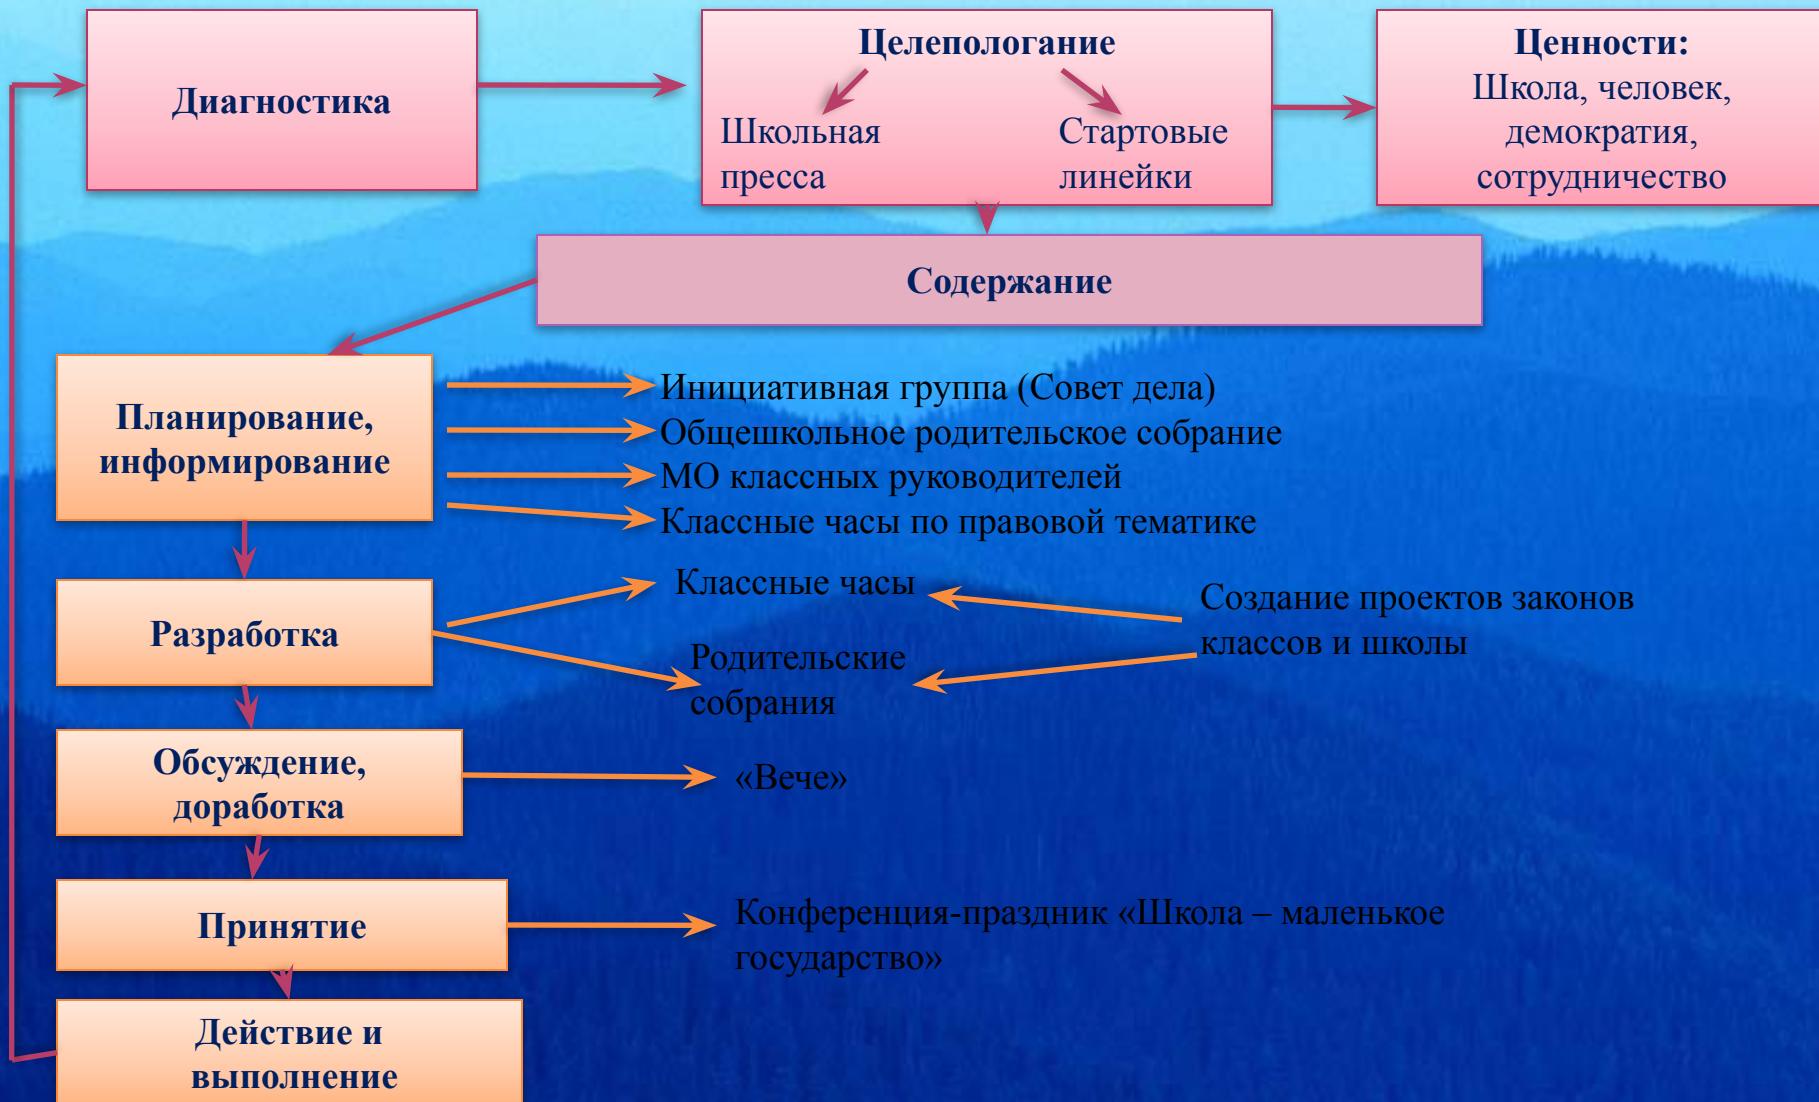 Диагностика
Целепологание
Школьная
пресса
Стартовые
линейки
Ценности:
Школа, человек,
демократия,
сотрудничество
Содержание
Планирование,
информирование
Инициативная группа (Совет дела)
Общешкольное родительское собрание
МО классных руководителей
Классные часы по правовой тематике
Разработка
Классные часы
Родительские
собрания
Создание проектов законов
классов и школы
Обсуждение,
доработка
«Вече»
Принятие
Конференция-праздник «Школа – маленькое
государство»
Действие и
выполнение